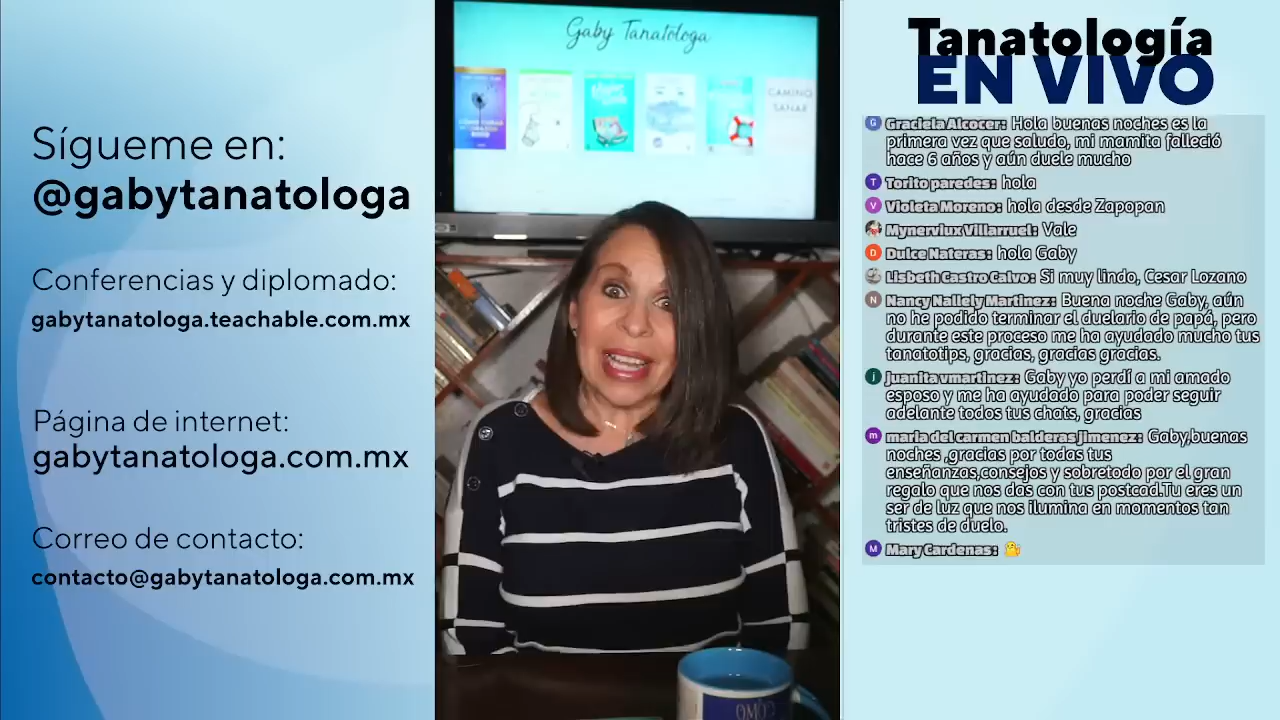 Sígueme en:
@gabytanatologa
Conferencias y diplomado:
gabytanatologa.teachable.com.mx
Página de internet:
gabytanatologa.com.mx
Correo de contacto:
contacto@gabytanatologa.com.mx
Gaby Tanatóloga
CAMINO
SANAR
CÓMO
Tanatología
EN VIVO
Graciela Alcocer: Hola buenas noches es la
primera vez que saludo, mi mamita falleció
hace 6 años y aún duele mucho
Torito paredes: hola
Violeta Moreno: hola desde Zapopan
Mynerviux Villarruel: Vale
Dulce Nateras: hola Gaby
Lisbeth Castro Calvo: Si muy lindo, Cesar Lozano
Nancy Nallely Martinez: Buena noche Gaby, aún
no he podido terminar el duelario de papá, pero
durante este proceso me ha ayudado mucho tus
tanatotips, gracias, gracias gracias.
juanita vmartinez: Gaby yo perdí a mi amado
esposo y me ha ayudado para poder seguir
adelante todos tus chats, gracias
maria del carmen balderas jimenez: Gaby,buenas
noches ,gracias por todas tus
enseñanzas,consejos y sobretodo por el gran
regalo que nos das con tus postcad.Tu eres un
ser de luz que nos ilumina en momentos tan
tristes de duelo.
Mary Cardenas: